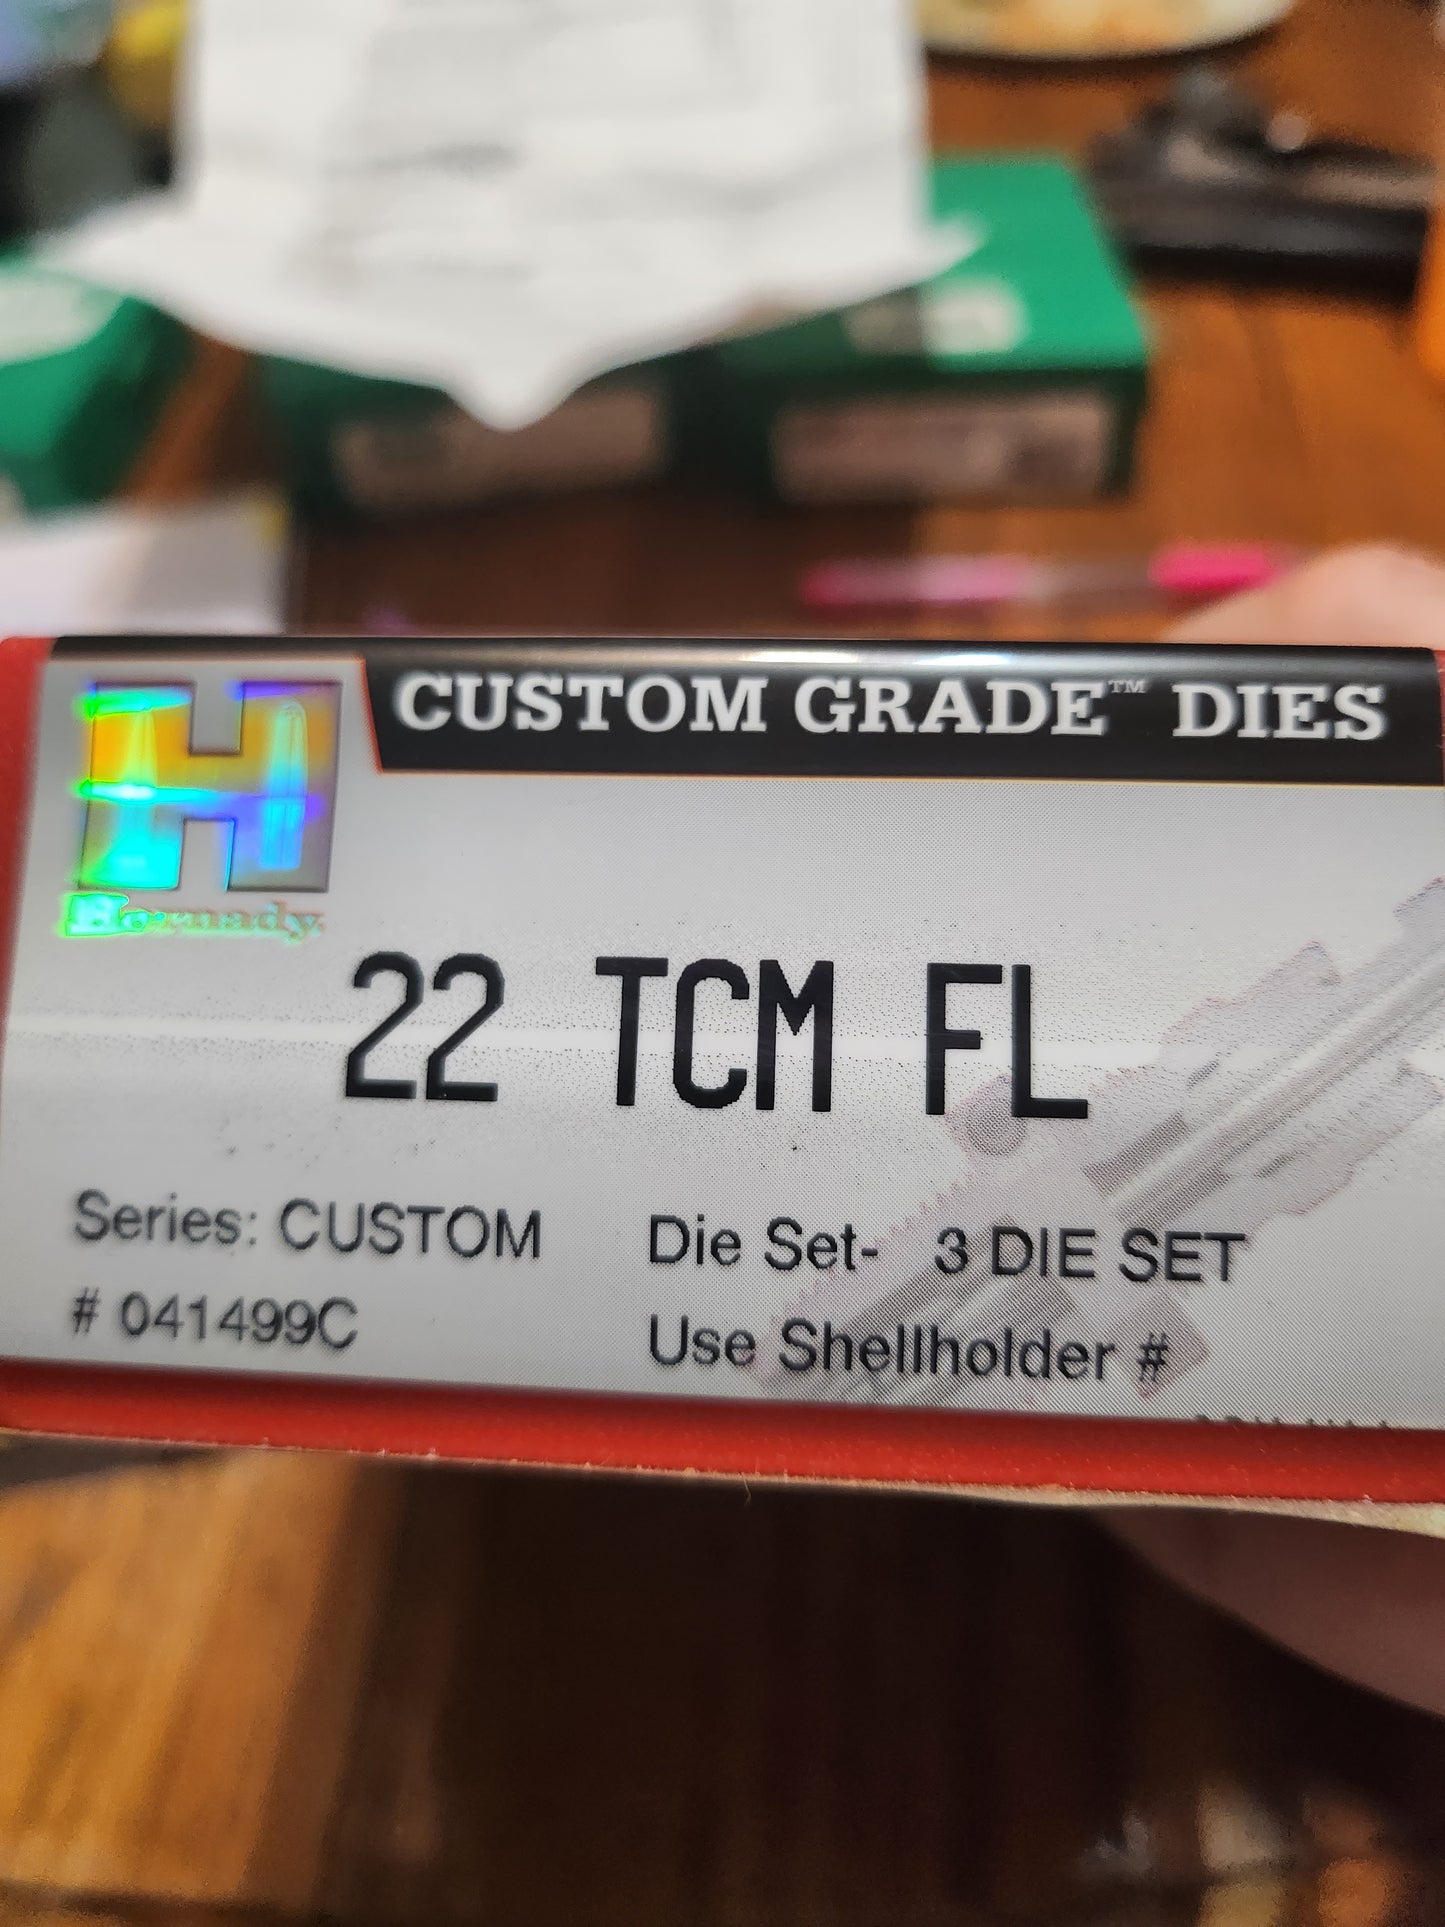 CUSTOM GRADE™ DIES
H
Hornady.
22 TCM FL
Series: CUSTOM Die Set- 3 DIE SET
# 041499C Use Shellholder #